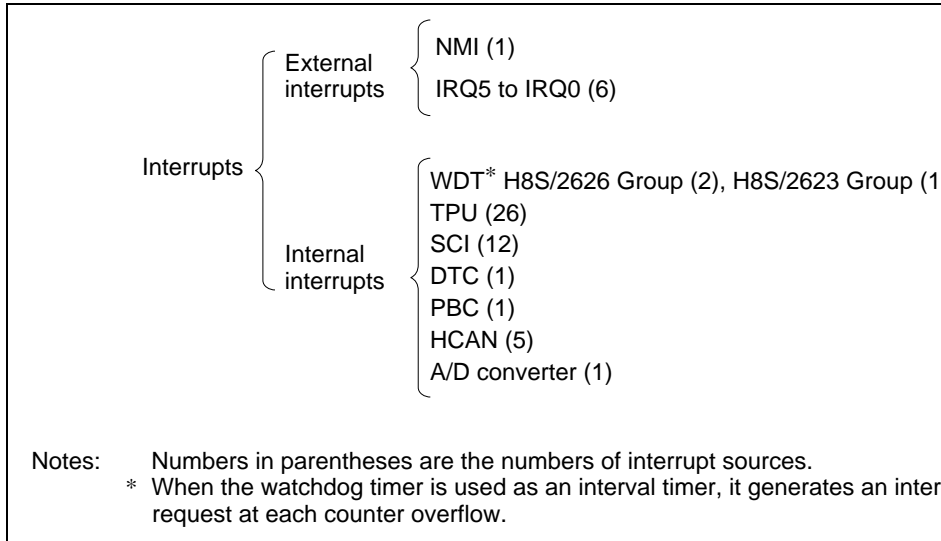 External
interrupts
NMI (1)
IRQ5 to IRQ0 (6)
Interrupts
Internal
interrupts
WDT* H8S/2626 Group (2), H8S/2623 Group (1
TPU (26)
SCI (12)
DTC (1)
PBC (1)
HCAN (5)
A/D converter (1)
Notes: Numbers in parentheses are the numbers of interrupt sources.
* When the watchdog timer is used as an interval timer, it generates an inter
request at each counter overflow.